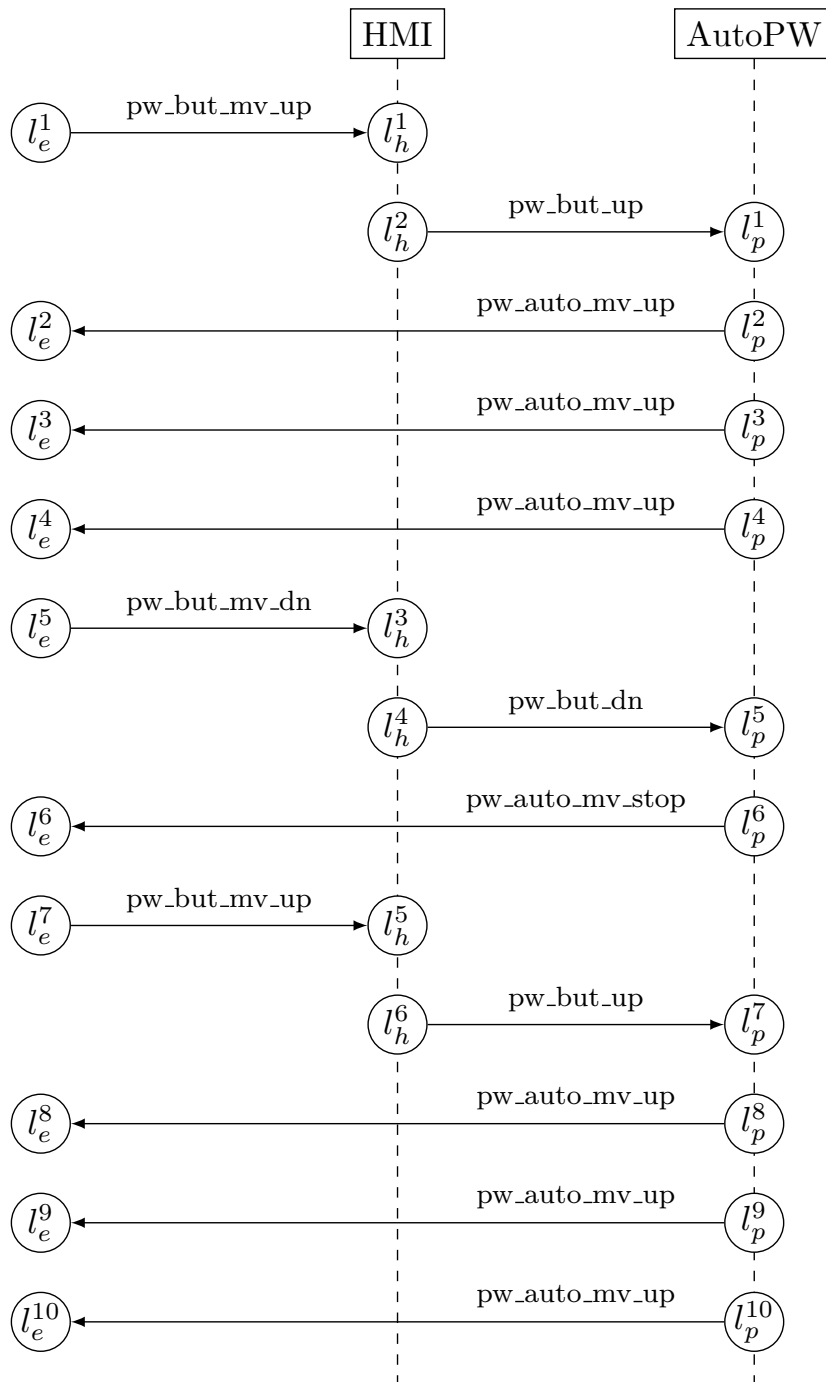 HMI AutoPW
pw_but_mv_up
l_e^1 l_h^1
pw_but_up
l_h^2 l_p^1
pw_auto_mv_up
l_e^2 l_p^2
pw_auto_mv_up
l_e^3 l_p^3
pw_auto_mv_up
l_e^4 l_p^4
pw_but_mv_dn
l_e^5 l_h^3
pw_but_dn
l_h^4 l_p^5
pw_auto_mv_stop
l_e^6 l_p^6
pw_but_mv_up
l_e^7 l_h^5
pw_but_up
l_h^6 l_p^7
pw_auto_mv_up
l_e^8 l_p^8
pw_auto_mv_up
l_e^9 l_p^9
pw_auto_mv_up
l_e^10 l_p^10